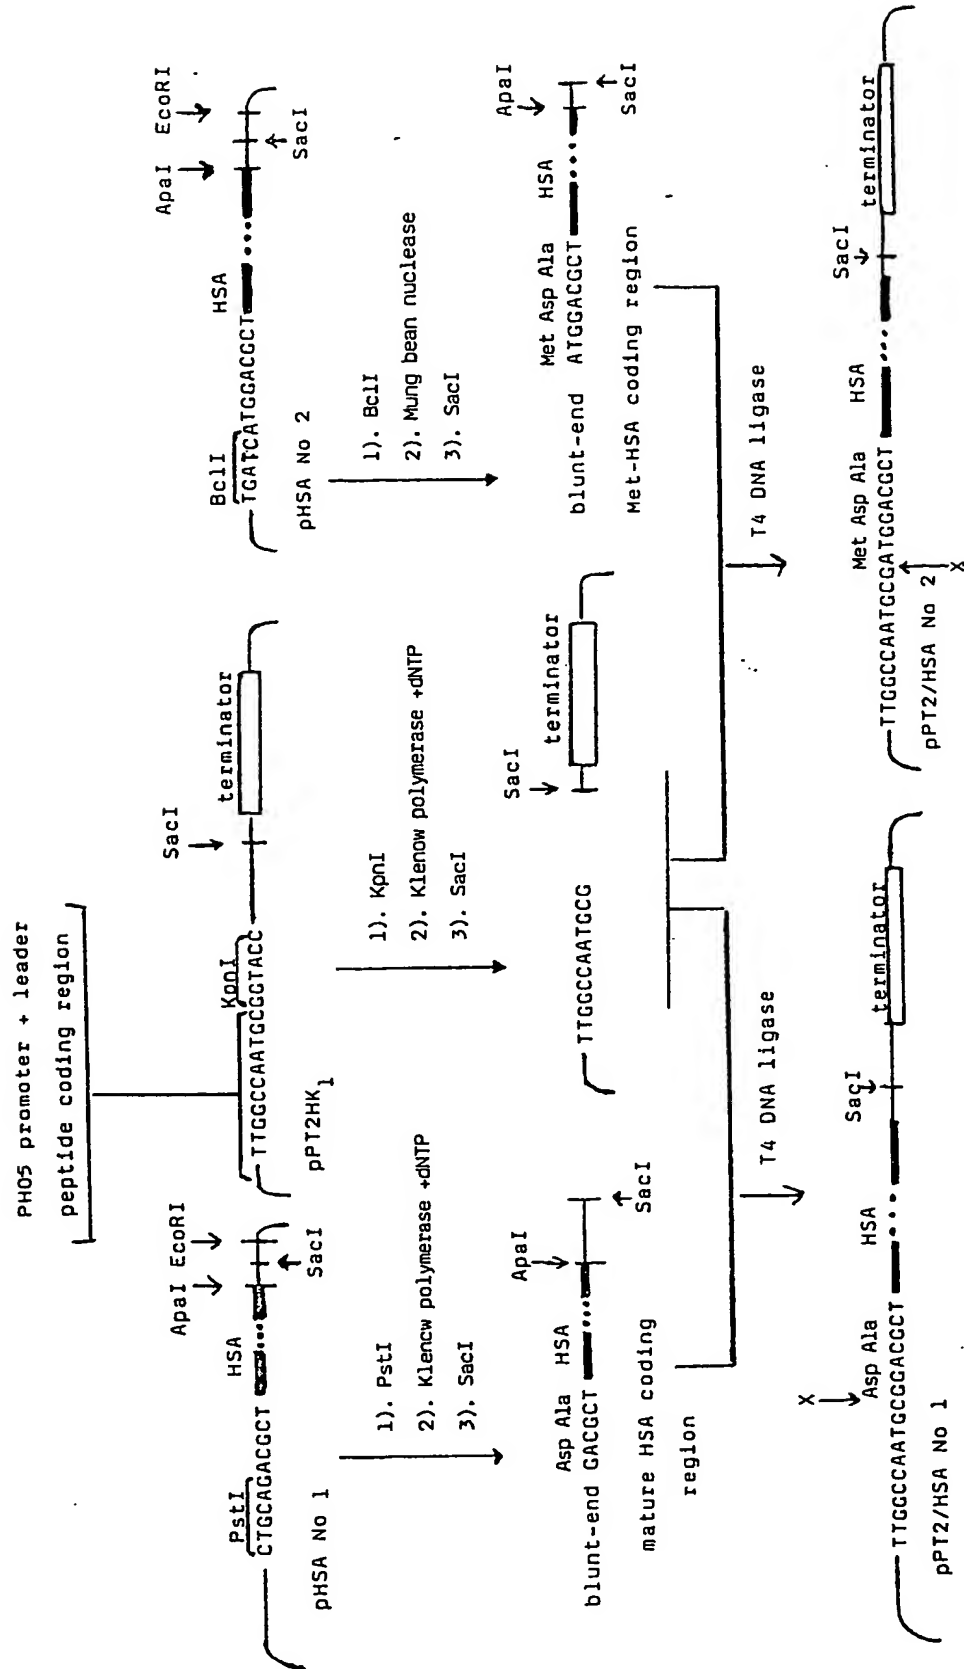 PHO5 promoter + leader
peptide coding region
PstI
CTGCAGACGCT
HSA
ApaI
EcoRI
SacI
pHSA No 1
KpnI
TTGGCCAATGCGGTACC
SacI
terminator
pPT2HK1
BclI
TGATCATGGACGCT
HSA
ApaI
EcoRI
SacI
pHSA No 2
1). PstI
2). Klencw polymerase +dNTP
3). SacI
1). KpnI
2). Klenow polymerase +dNTP
3). SacI
1). BclI
2). Mung bean nuclease
3). SacI
Asp Ala
HSA
ApaI
blunt-end GACGCT
SacI
mature HSA coding
region
TTGGCCAATGCG
SacI
terminator
Met Asp Ala
HSA
ApaI
blunt-end ATGGACGCT
SacI
Met-HSA coding region
T4 DNA ligase
T4 DNA ligase
X
Asp Ala
HSA
SacI
terminator
TTGGCCAATGCGGACGCT
pPT2/HSA No 1
Met Asp Ala
HSA
SacI
terminator
TTGGCCAATGCGATGGACGCT
pPT2/HSA No 2
X